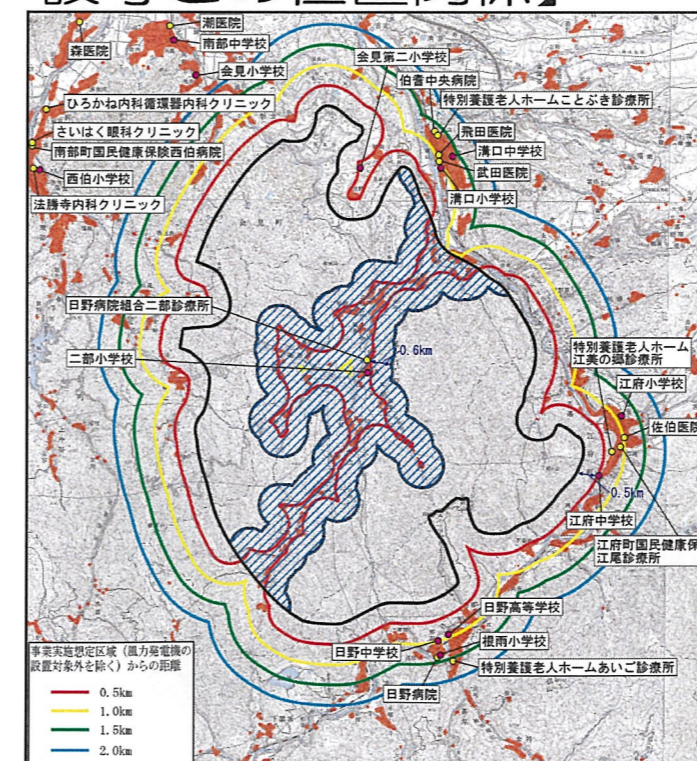 潮医院
森医院
南部中学校
会見小学校
会見第二小学校
伯耆中央病院
特別養護老人ホームことぶき診療所
ひろかね内科循環器内科クリニック
飛田医院
さいはく眼科クリニック
溝口中学校
南部町国民健康保険西伯病院
武田医院
西伯小学校
溝口小学校
法勝寺内科クリニック
会見町
日野病院組合二部診療所
0.6km
二部小学校
特別養護老人ホーム
江美の郷診療所
江府小学校
佐伯医院
0.5km
江府中学校
江府町国民健康保
江尾診療所
日野高等学校
日野中学校
根雨小学校
特別養護老人ホームあいご診療所
日野病院
事業実施想定区域（風力発電機の
設置対象外を除く）からの距離
0.5km
1.0km
1.5km
2.0km